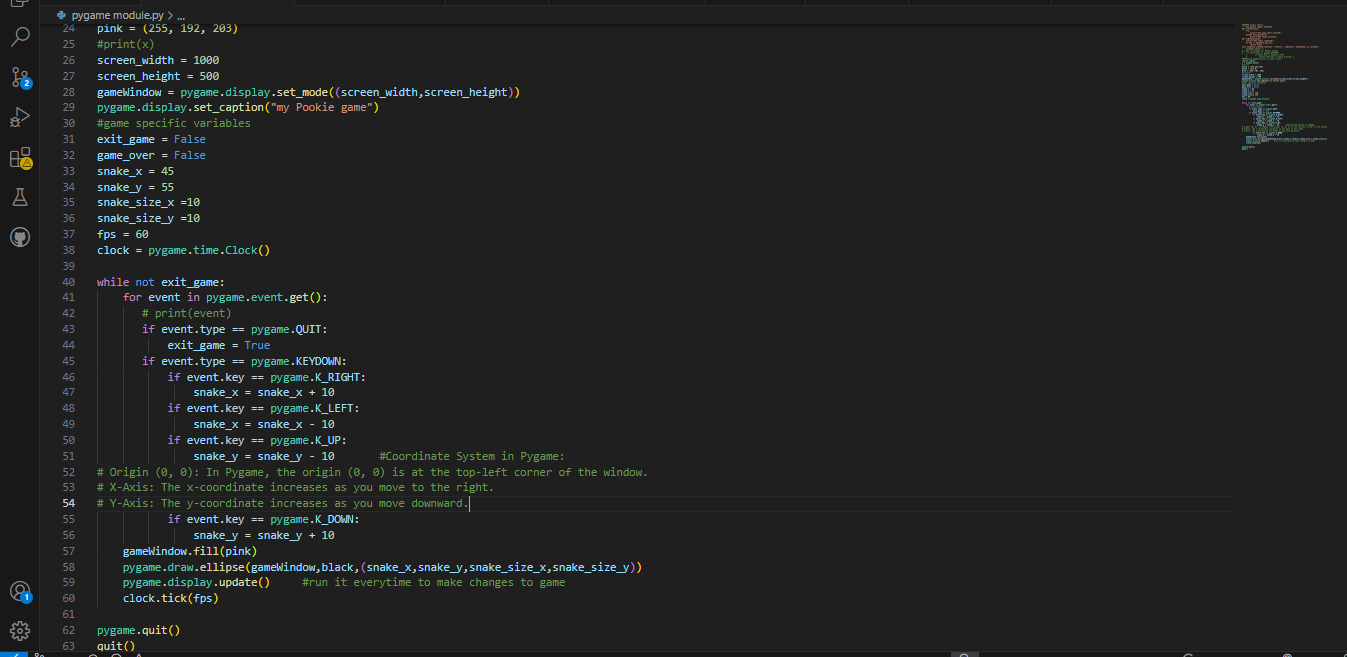 pygame module.py > ...
24 pink = (255, 192, 203)
25 #print(x)
26 screen_width = 1000
27 screen_height = 500
28 gameWindow = pygame.display.set_mode((screen_width,screen_height))
29 pygame.display.set_caption("my Pookie game")
30 #game specific variables
31 exit_game = False
32 game_over = False
33 snake_x = 45
34 snake_y = 55
35 snake_size_x =10
36 snake_size_y =10
37 fps = 60
38 clock = pygame.time.Clock()
39
40 while not exit_game:
41     for event in pygame.event.get():
42        # print(event)
43        if event.type == pygame.QUIT:
44            exit_game = True
45        if event.type == pygame.KEYDOWN:
46            if event.key == pygame.K_RIGHT:
47                snake_x = snake_x + 10
48            if event.key == pygame.K_LEFT:
49                snake_x = snake_x - 10
50            if event.key == pygame.K_UP:
51                snake_y = snake_y - 10       #Coordinate System in Pygame:
52 # Origin (0, 0): In Pygame, the origin (0, 0) is at the top-left corner of the window.
53 # X-Axis: The x-coordinate increases as you move to the right.
54 # Y-Axis: The y-coordinate increases as you move downward.
55            if event.key == pygame.K_DOWN:
56                snake_y = snake_y + 10
57     gameWindow.fill(pink)
58     pygame.draw.ellipse(gameWindow,black,(snake_x,snake_y,snake_size_x,snake_size_y))
59     pygame.display.update()     #run it everytime to make changes to game
60     clock.tick(fps)
61
62 pygame.quit()
63 quit()
2
1